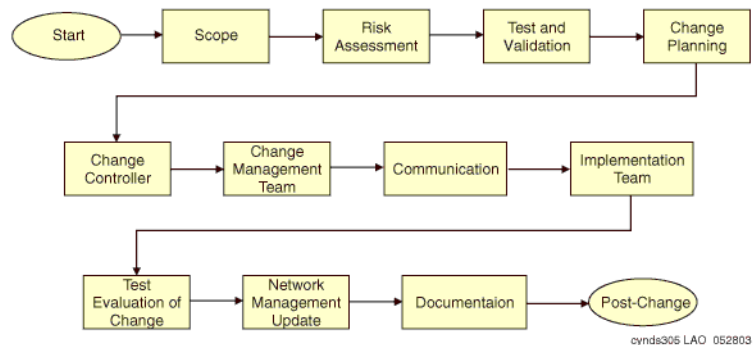 Start
Scope
Risk
Assessment
Test and
Validation
Change
Planning
Change
Controller
Change
Management
Team
Communication
Implementation
Team
Test
Evaluation of
Change
Network
Management
Update
Documentaion
Post-Change
cynds305 LAO 052803